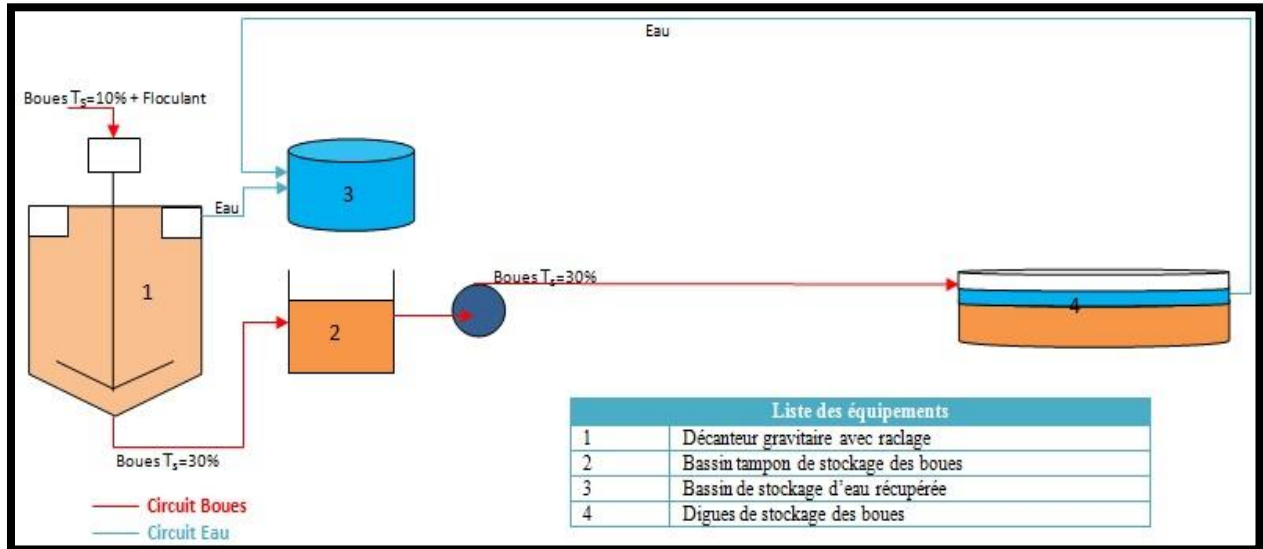 Eau
Boues Ts=10% + Floculant
3
Eau
1
Boues Ts=30%
2
4
Boues Ts=30%
Circuit Boues
Circuit Eau
Liste des équipements
1 Décanteur gravitaire avec raclage
2 Bassin tampon de stockage des boues
3 Bassin de stockage d'eau récupérée
4 Digues de stockage des boues